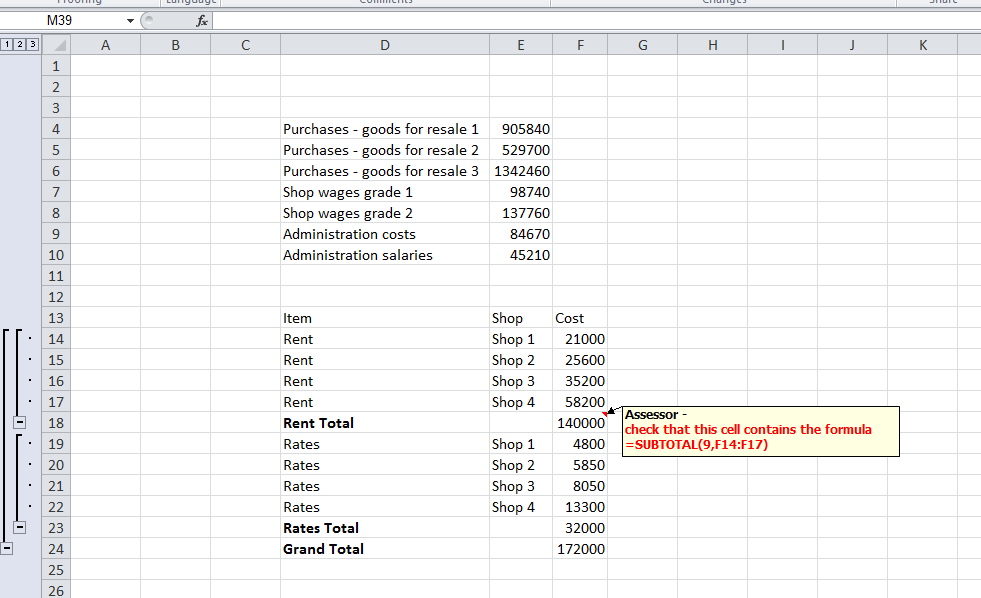 Proofing Language Comments Changes Share
M39 fx
1 2 3 A B C D E F G H I J K
1
2
3
4 Purchases - goods for resale 1 905840
5 Purchases - goods for resale 2 529700
6 Purchases - goods for resale 3 1342460
7 Shop wages grade 1 98740
8 Shop wages grade 2 137760
9 Administration costs 84670
10 Administration salaries 45210
11
12
13 Item Shop Cost
14 Rent Shop 1 21000
15 Rent Shop 2 25600
16 Rent Shop 3 35200
17 Rent Shop 4 58200
18 Rent Total 140000
Assessor -
check that this cell contains the formula
=SUBTOTAL(9,F14:F17)
19 Rates Shop 1 4800
20 Rates Shop 2 5850
21 Rates Shop 3 8050
22 Rates Shop 4 13300
23 Rates Total 32000
24 Grand Total 172000
25
26